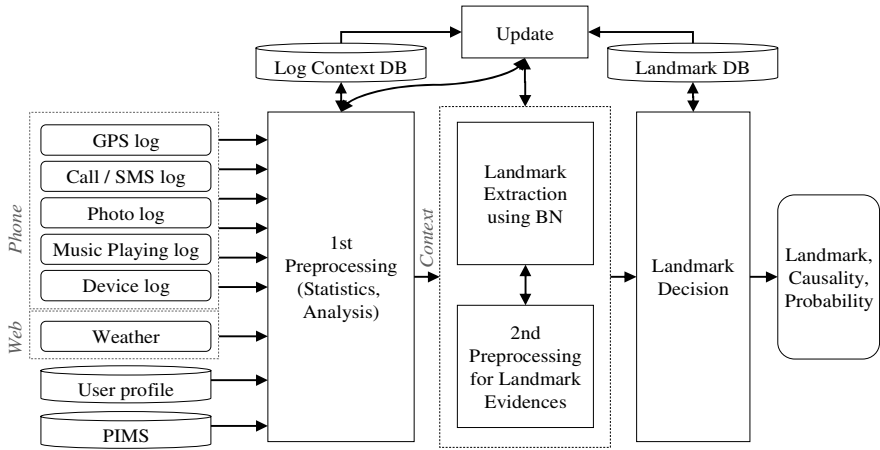 Update
Log Context DB
Landmark DB
Phone
GPS log
Call / SMS log
Photo log
Music Playing log
Device log
Web
Weather
User profile
PIMS
1st
Preprocessing
(Statistics,
Analysis)
Context
Landmark
Extraction
using BN
2nd
Preprocessing
for Landmark
Evidences
Landmark
Decision
Landmark,
Causality,
Probability